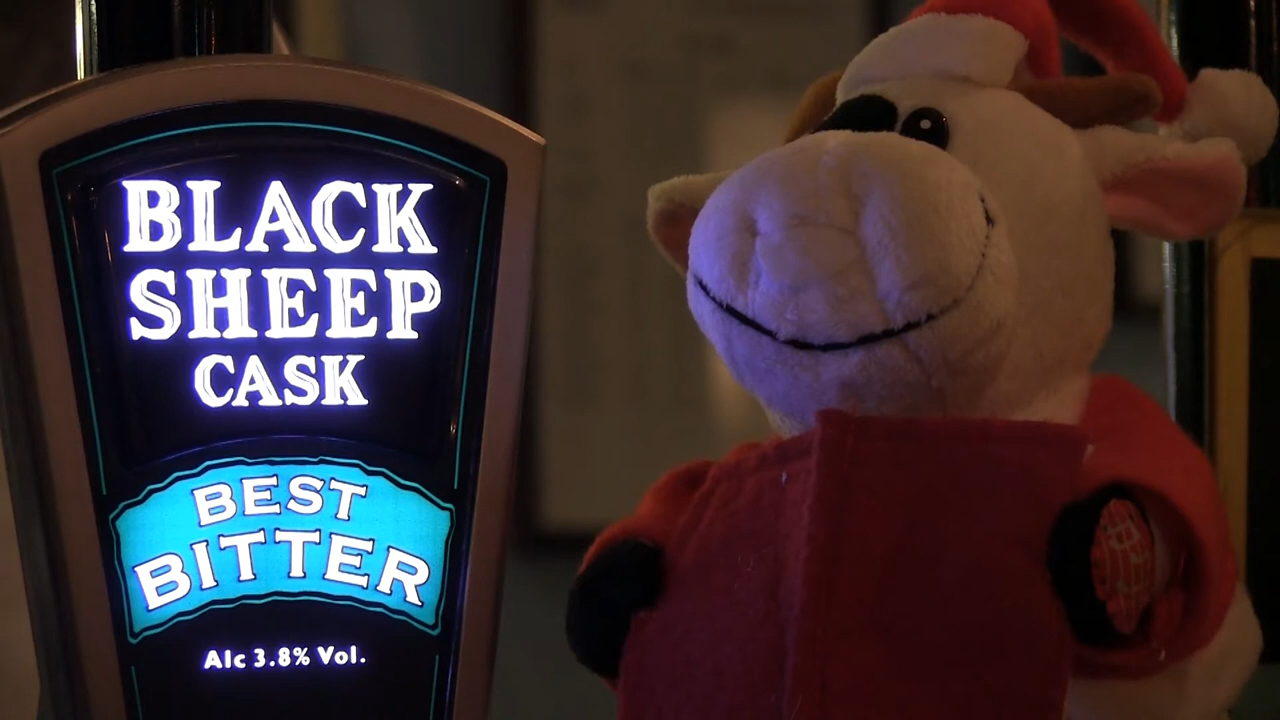 BLACK
SHEEP
CASK
BEST
BITTER
Alc 3.8% Vol.